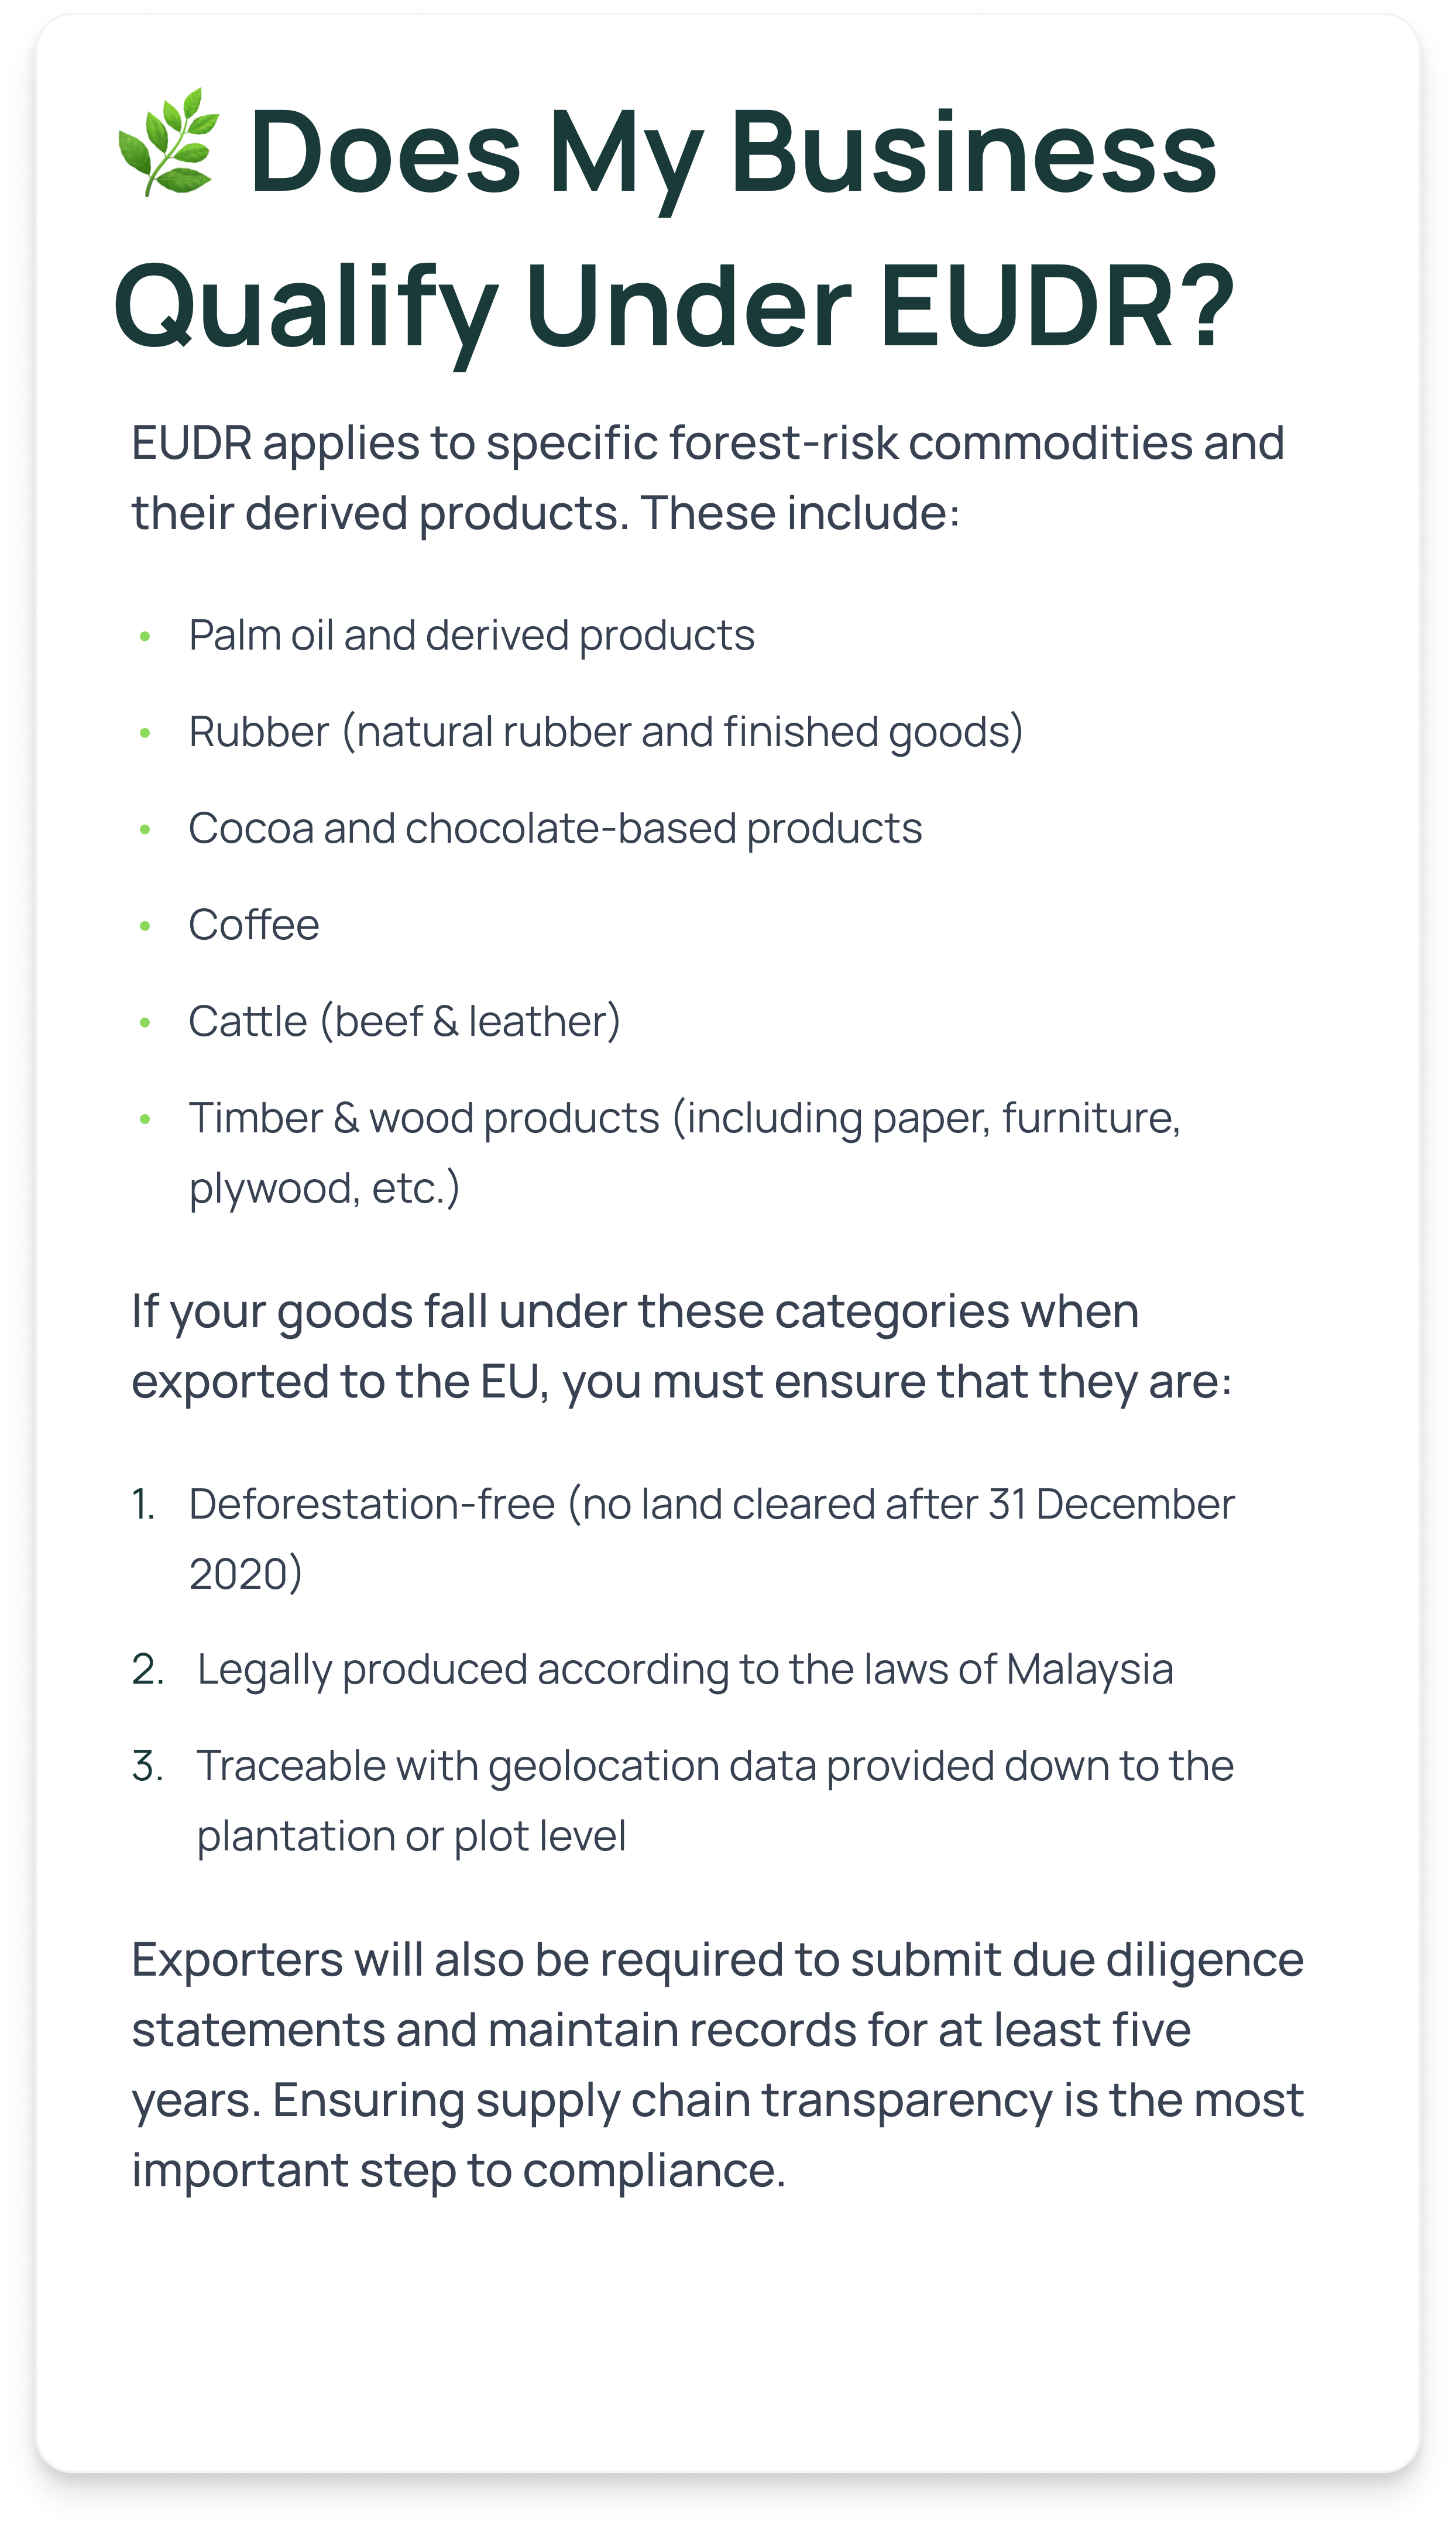 🌿 Does My Business
Qualify Under EUDR?
EUDR applies to specific forest-risk commodities and
their derived products. These include:
• Palm oil and derived products
• Rubber (natural rubber and finished goods)
• Cocoa and chocolate-based products
• Coffee
• Cattle (beef & leather)
• Timber & wood products (including paper, furniture,
plywood, etc.)
If your goods fall under these categories when
exported to the EU, you must ensure that they are:
1. Deforestation-free (no land cleared after 31 December
2020)
2. Legally produced according to the laws of Malaysia
3. Traceable with geolocation data provided down to the
plantation or plot level
Exporters will also be required to submit due diligence
statements and maintain records for at least five
years. Ensuring supply chain transparency is the most
important step to compliance.